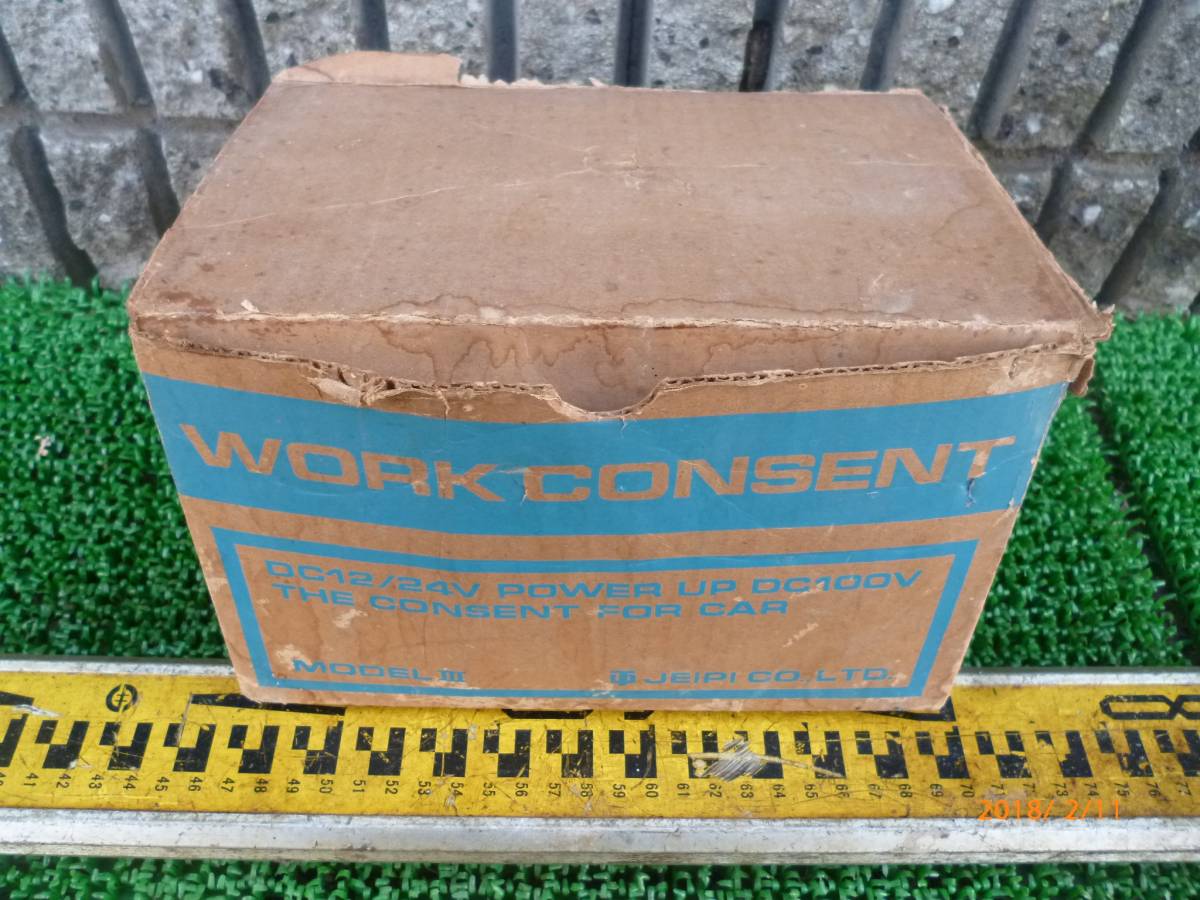 WORK CONSENT
DC12/24V POWER UP DC100V
THE CONSENT FOR CAR
MODEL III
JEIPI CO., LTD.
41 42 43 44 45 46 47 48 49 50 51 52 53 54 55 56 57 58 59 60 61 62 63 64 65 66 67 68 69 70 71 72 73 74 75 76 77
2018/ 2/11